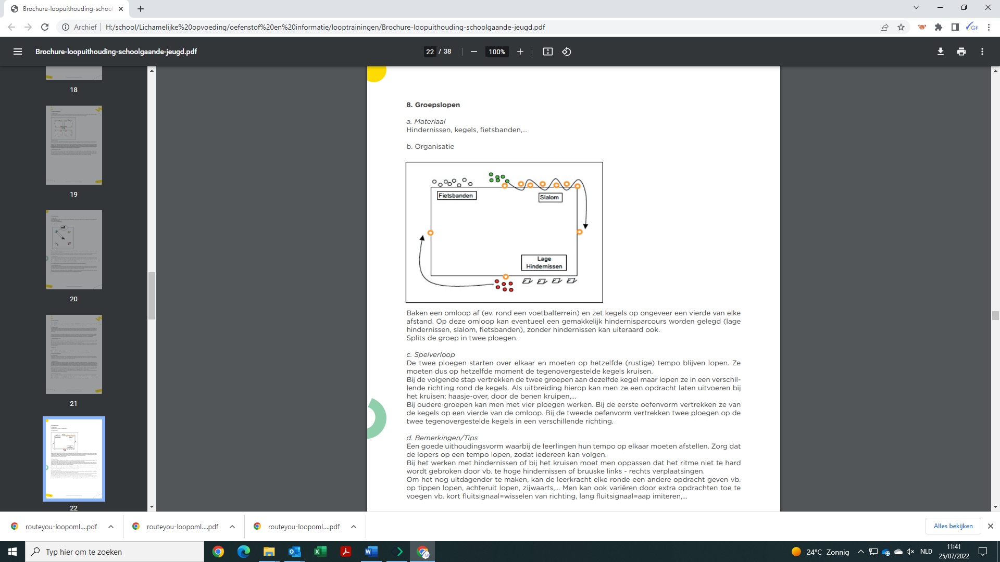 Brochure-loopuithouding-school
Archief
H:/school/Lichamelijke%20opvoeding/oefenstof%20en%20informatie/looptrainingen/Brochure-loopuithouding-schoolgaande-jeugd.pdf
Brochure-loopuithouding-schoolgaande-jeugd.pdf
22 / 38
100%
18
19
20
21
22
8. Groepslopen
a. Materiaal
Hindernissen, kegels, fietsbanden,...
b. Organisatie
Fietsbanden
Slalom
Lage
Hindernissen
Baken een omloop af (ev. rond een voetbalterrein) en zet kegels op ongeveer een vierde van elke
afstand. Op deze omloop kan eventueel een gemakkelijk hindernisparcours worden gelegd (lage
hindernissen, slalom, fietsbanden), zonder hindernissen kan uiteraard ook.
Splits de groep in twee ploegen.
c. Spelverloop
De twee ploegen starten over elkaar en moeten op hetzelfde (rustige) tempo blijven lopen. Ze
moeten dus op hetzelfde moment de tegenovergestelde kegels kruisen.
Bij de volgende stap vertrekken de twee groepen aan dezelfde kegel maar lopen ze in een verschil-
lende richting rond de kegels. Als uitbreiding hierop kan men ze een opdracht laten uitvoeren bij
het kruisen: haasje-over, door de benen kruipen,...
Bij oudere groepen kan men met vier ploegen werken. Bij de eerste oefenvorm vertrekken ze van
de kegels op een vierde van de omloop. Bij de tweede oefenvorm vertrekken twee ploegen op de
twee tegenovergestelde kegels in een verschillende richting.
d. Bemerkingen/Tips
Een goede uithoudingsvorm waarbij de leerlingen hun tempo op elkaar moeten afstellen. Zorg dat
de lopers op een tempo lopen, zodat iedereen kan volgen.
Bij het werken met hindernissen of bij het kruisen moet men oppassen dat het ritme niet te hard
wordt gebroken door vb. te hoge hindernissen of bruuske links - rechts verplaatsingen.
Om het nog uitdagender te maken, kan de leerkracht elke ronde een andere opdracht geven vb.
op tippen lopen, achteruit lopen, zijwaarts,... Men kan ook variëren door extra opdrachten toe te
voegen vb. kort fluitsignaal=wisselen van richting, lang fluitsignaal=aap imiteren,...
routeyou-loopoml....pdf
routeyou-loopoml....pdf
routeyou-loopoml....pdf
Alles bekijken
Typ hier om te zoeken
24°C Zonnig
NLD
11:41
25/07/2022